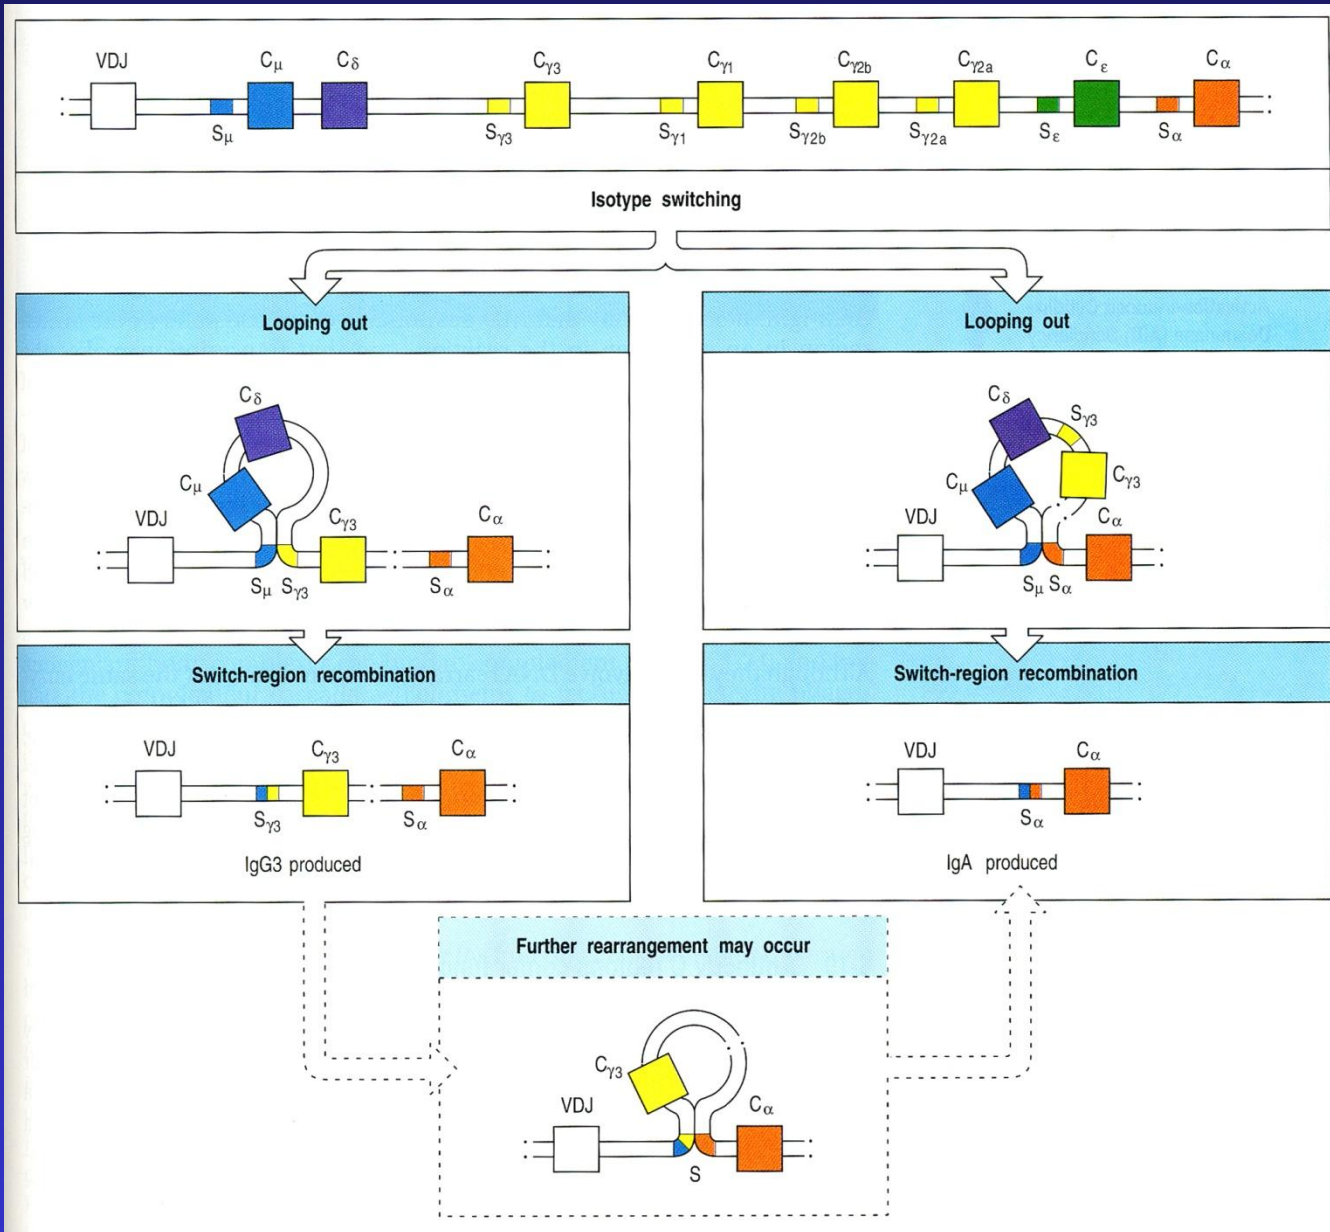 VDJ Cμ Cδ Cγ3 Cγ1 Cγ2b Cγ2a Cε Cα
Sμ Sγ3 Sγ1 Sγ2b Sγ2a Sε Sα
Isotype switching
Looping out
Cδ
Cμ
VDJ Cγ3 Cα
Sμ Sγ3 Sα
Switch-region recombination
VDJ Cγ3 Cα
Sγ3 Sα
IgG3 produced
Looping out
Cδ Sγ3
Cμ Cγ3
VDJ Cα
Sμ Sα
Switch-region recombination
VDJ Cα
Sα
IgA produced
Further rearrangement may occur
Cγ3
VDJ Cα
S